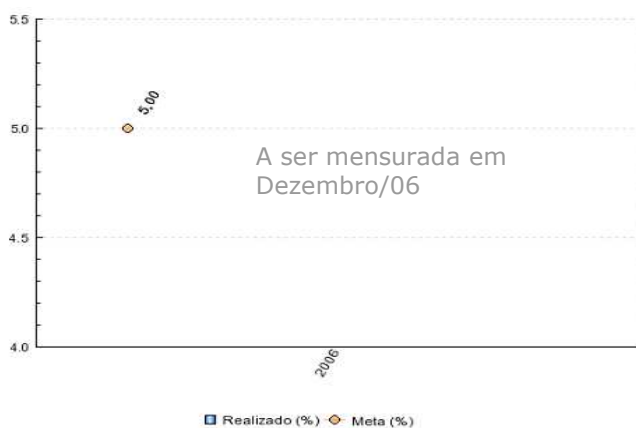 5.5
5.00
5.0
A ser mensurada em
Dezembro/06
4.5
4.0
2006
Realizado (%) Meta (%)